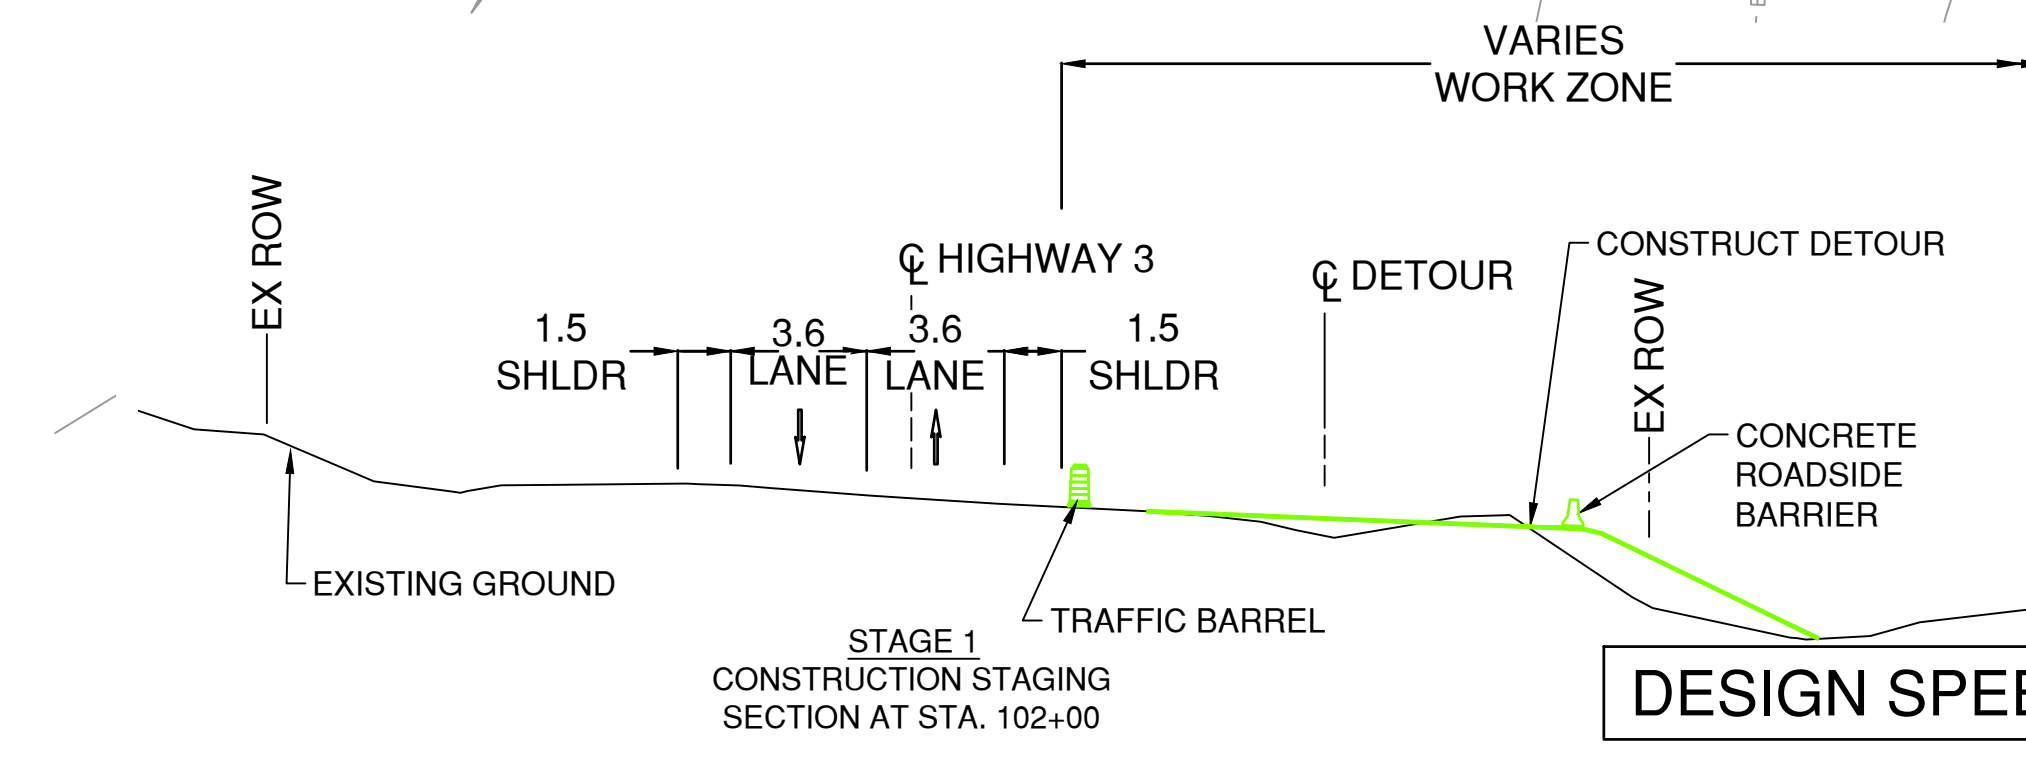 VARIES
WORK ZONE
EX ROW
℄ HIGHWAY 3
℄ DETOUR
CONSTRUCT DETOUR
EX ROW
1.5
SHLDR
3.6
LANE
3.6
LANE
1.5
SHLDR
CONCRETE
ROADSIDE
BARRIER
EXISTING GROUND
TRAFFIC BARREL
STAGE 1
CONSTRUCTION STAGING
SECTION AT STA. 102+00
DESIGN SPE